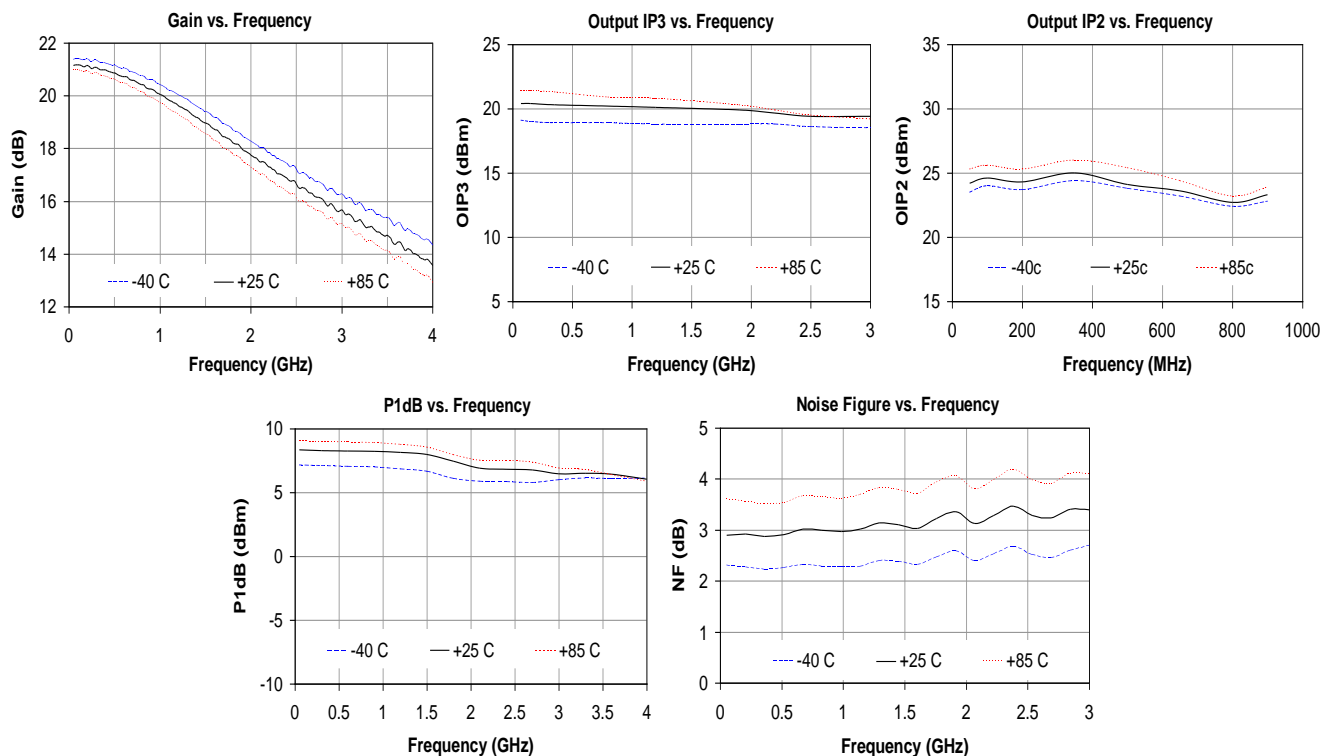 Gain vs. Frequency
Gain (dB)
22
20
18
16
14
12
-40 C +25 C +85 C
0 1 2 3 4
Frequency (GHz)
Output IP3 vs. Frequency
OIP3 (dBm)
25
20
15
10
5
-40 C +25 C +85 C
0 0.5 1 1.5 2 2.5 3
Frequency (GHz)
Output IP2 vs. Frequency
OIP2 (dBm)
35
30
25
20
15
-40c +25c +85c
0 200 400 600 800 1000
Frequency (MHz)
P1dB vs. Frequency
P1dB (dBm)
10
5
0
-5
-10
-40 C +25 C +85 C
0 0.5 1 1.5 2 2.5 3 3.5 4
Frequency (GHz)
Noise Figure vs. Frequency
NF (dB)
5
4
3
2
1
0
-40 C +25 C +85 C
0 0.5 1 1.5 2 2.5 3
Frequency (GHz)